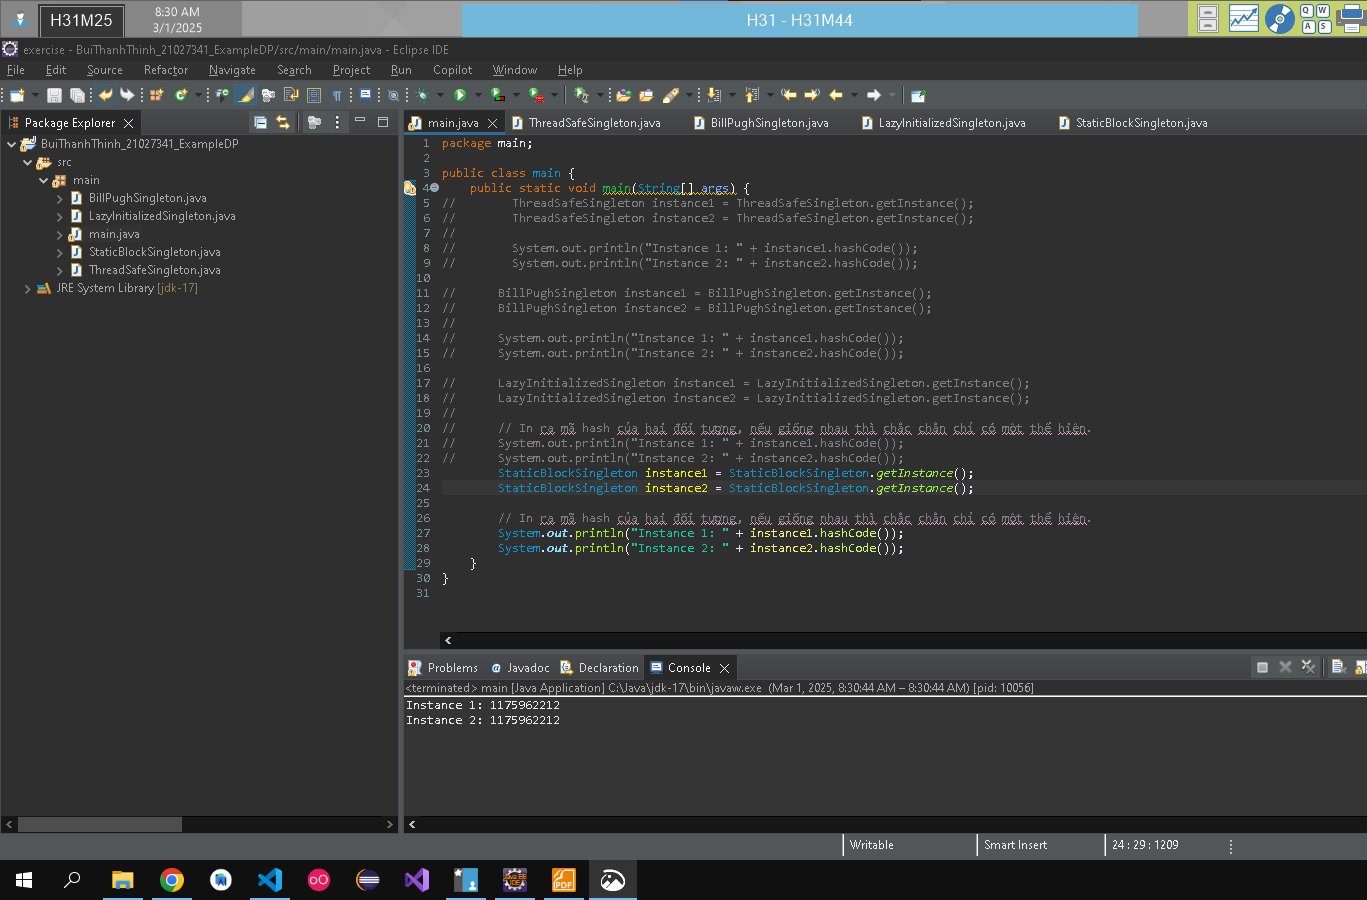 H31M25
8:30 AM
3/1/2025
H31 - H31M44
Q W
A S
exercise - BuiThanhThinh_21027341_ExampleDP/src/main/main.java - Eclipse IDE
File Edit Source Refactor Navigate Search Project Run Copilot Window Help
Package Explorer
BuiThanhThinh_21027341_ExampleDP
src
main
BillPughSingleton.java
LazyInitializedSingleton.java
main.java
StaticBlockSingleton.java
ThreadSafeSingleton.java
JRE System Library [jdk-17]
main.java ThreadSafeSingleton.java BillPughSingleton.java LazyInitializedSingleton.java StaticBlockSingleton.java
1 package main;
2
3 public class main {
4 public static void main(String[] args) {
5 // ThreadSafeSingleton instance1 = ThreadSafeSingleton.getInstance();
6 // ThreadSafeSingleton instance2 = ThreadSafeSingleton.getInstance();
7 //
8 // System.out.println("Instance 1: " + instance1.hashCode());
9 // System.out.println("Instance 2: " + instance2.hashCode());
10
11 // BillPughSingleton instance1 = BillPughSingleton.getInstance();
12 // BillPughSingleton instance2 = BillPughSingleton.getInstance();
13 //
14 // System.out.println("Instance 1: " + instance1.hashCode());
15 // System.out.println("Instance 2: " + instance2.hashCode());
16
17 // LazyInitializedSingleton instance1 = LazyInitializedSingleton.getInstance();
18 // LazyInitializedSingleton instance2 = LazyInitializedSingleton.getInstance();
19 //
20 // // In ra mã hash của hai đối tượng, nếu giống nhau thì chắc chắn chỉ có một thể hiện.
21 // System.out.println("Instance 1: " + instance1.hashCode());
22 // System.out.println("Instance 2: " + instance2.hashCode());
23 StaticBlockSingleton instance1 = StaticBlockSingleton.getInstance();
24 StaticBlockSingleton instance2 = StaticBlockSingleton.getInstance();
25
26 // In ra mã hash của hai đối tượng, nếu giống nhau thì chắc chắn chỉ có một thể hiện.
27 System.out.println("Instance 1: " + instance1.hashCode());
28 System.out.println("Instance 2: " + instance2.hashCode());
29 }
30 }
31
Problems Javadoc Declaration Console
<terminated> main [Java Application] C:\Java\jdk-17\bin\javaw.exe (Mar 1, 2025, 8:30:44 AM – 8:30:44 AM) [pid: 10056]
Instance 1: 1175962212
Instance 2: 1175962212
Writable Smart Insert 24 : 29 : 1209
PDF